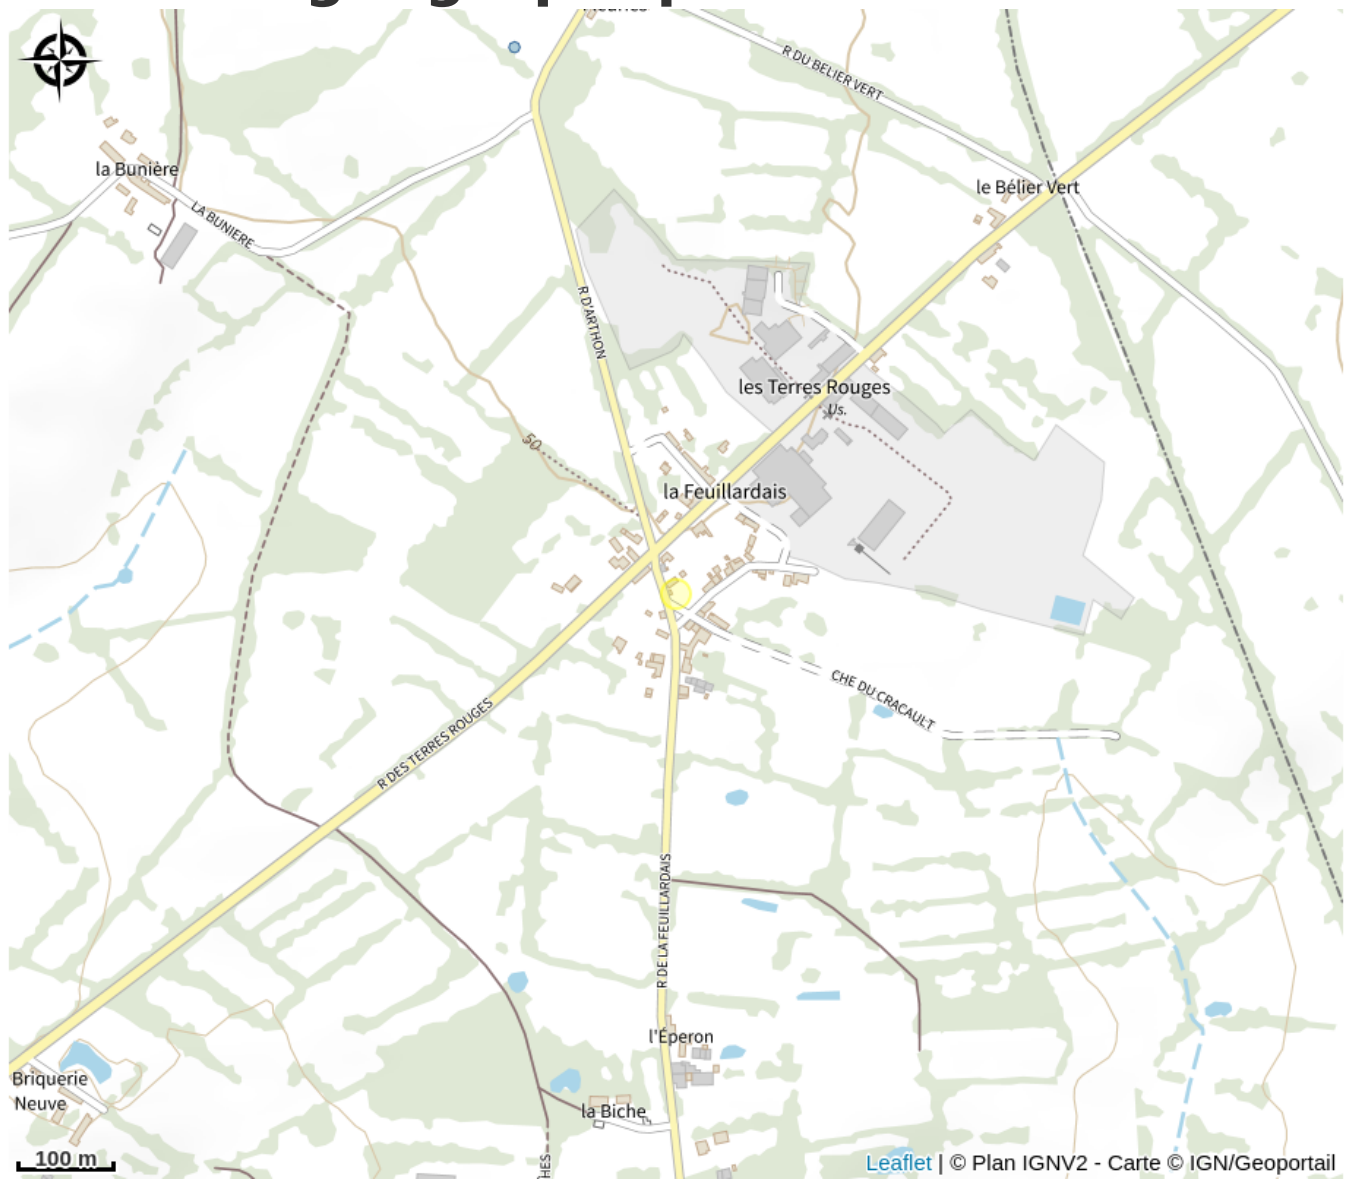 R DU BELIER VERT
la Bunière
le Bélier Vert
LA BUNIERE
R D'ARTHON
les Terres Rouges
Us.
50
la Feuillardais
CHE DU CRACAULT
R DES TERRES ROUGES
R DE LA FEUILLARDAIS
l'Éperon
Briquerie
Neuve
la Biche
100 m
Leaflet | © Plan IGNV2 - Carte © IGN/Geoportail